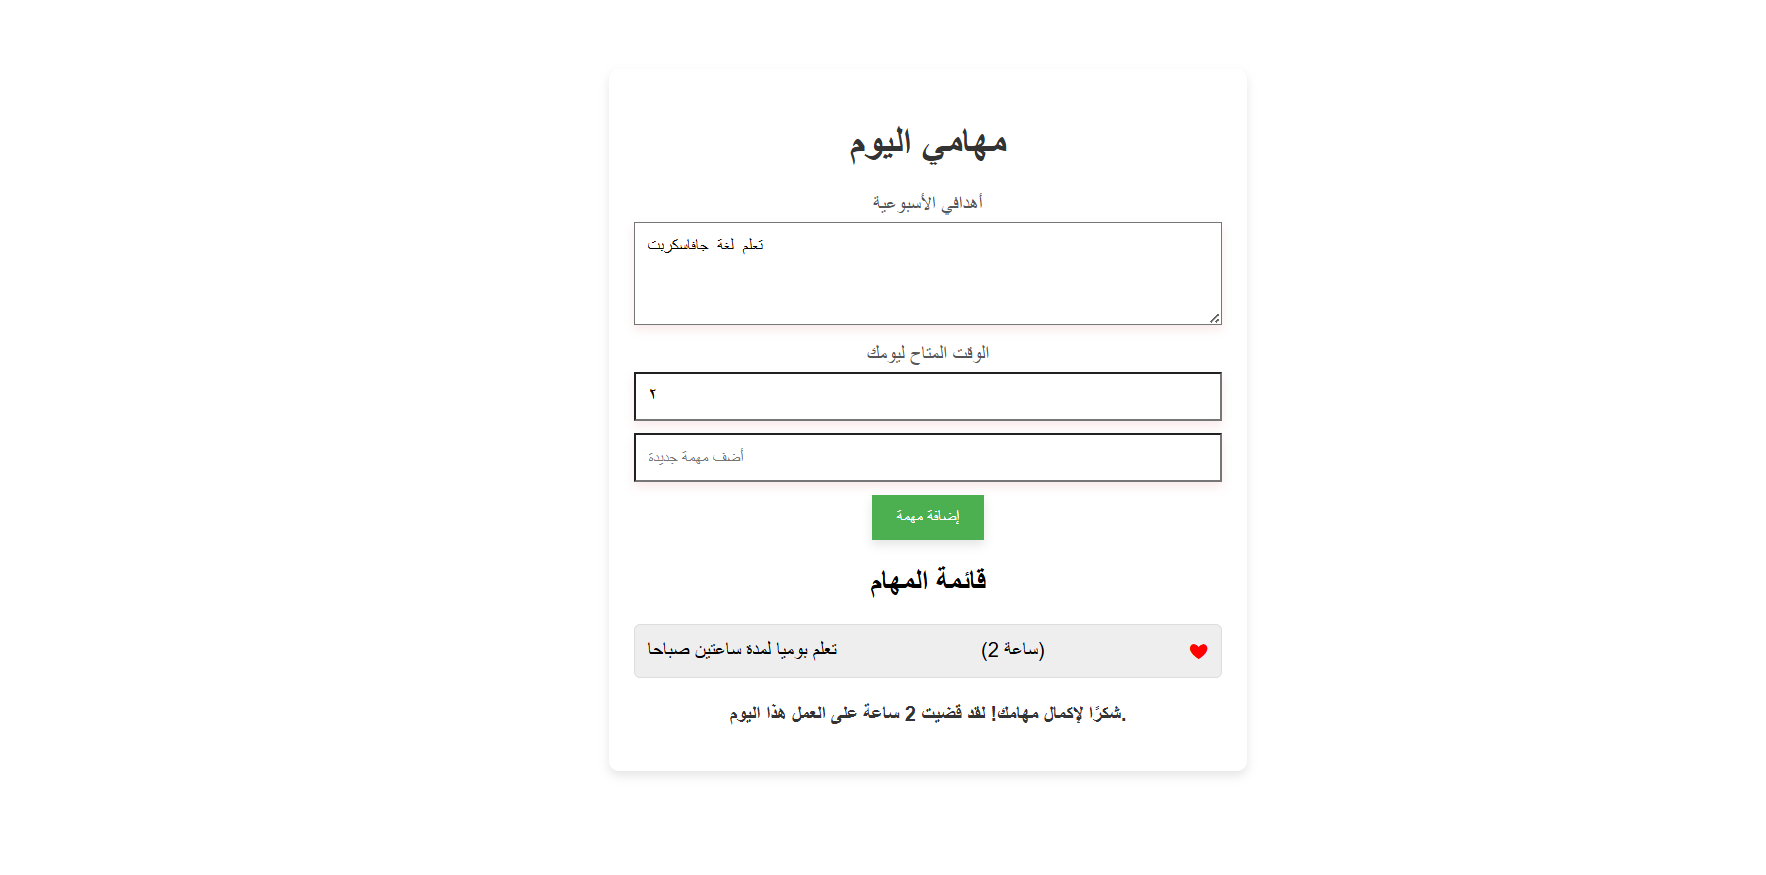 مهامي اليوم
أهدافي الأسبوعية
تعلم لغة جافاسكربت
الوقت المتاح ليومك
٢
أضف مهمة جديدة
إضافة مهمة
قائمة المهام
تعلم بوميا لمدة ساعتين صباحا (2 ساعة)
شكرًا لإكمال مهامك! لقد قضيت 2 ساعة على العمل هذا اليوم.